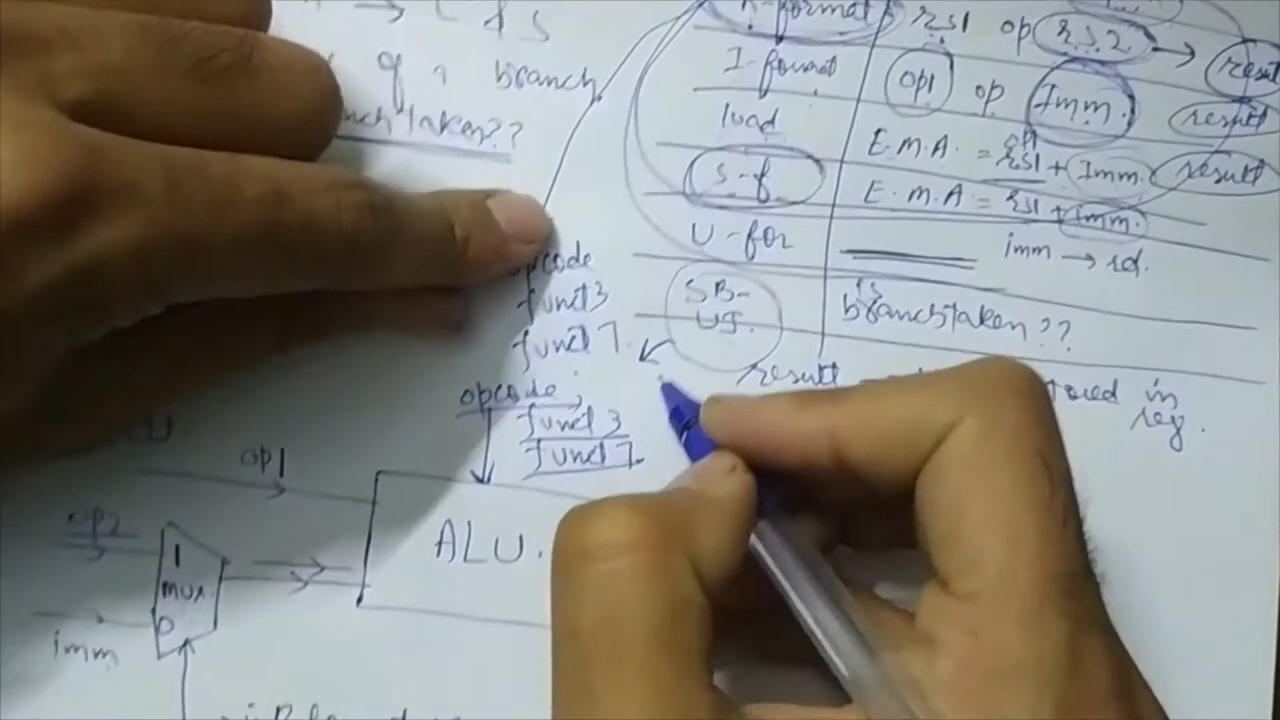 branch
taken??
R-format rs1 op rs2 → result
I-format op1 op Imm. result
load E.M.A. = op1 rs1 + Imm. result
S-f E.M.A = rs1 + imm.
U-for imm → rd.
SB-
UJ. is branchtaken??
opcode
funct3
funct7.
result stored in
reg.
opcode
funct3
funct7.
op1
op2
1
mux
0
imm
ALU.